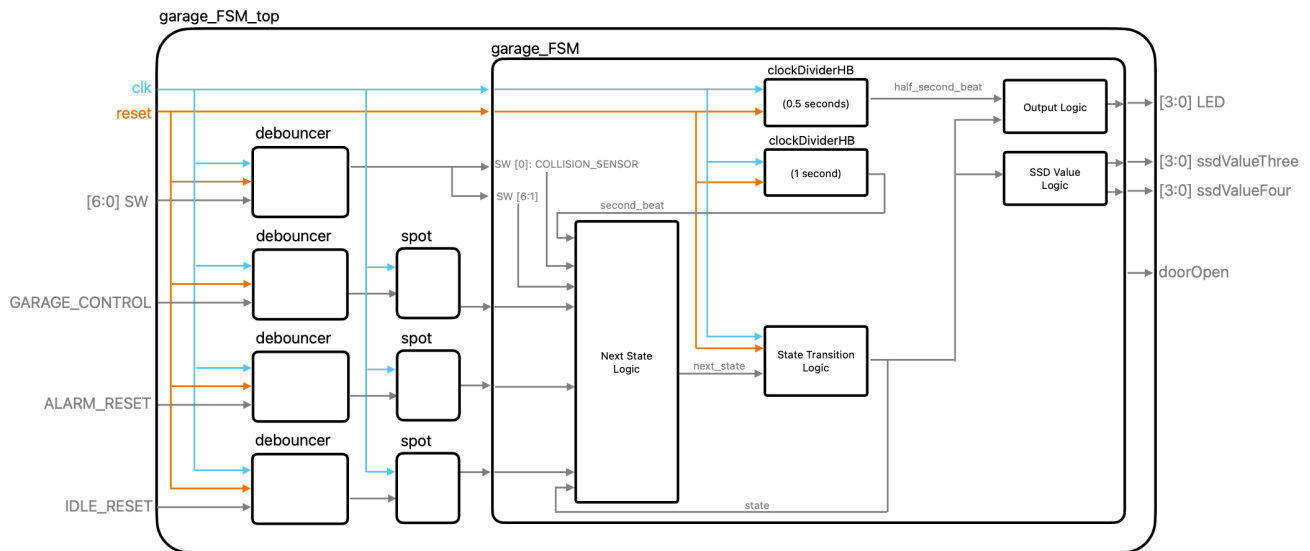 garage_FSM_top
garage_FSM
clk
reset
clockDividerHB
(0.5 seconds)
half_second_beat
Output Logic
[3:0] LED
debouncer
clockDividerHB
(1 second)
SW [0]: COLLISION_SENSOR
SW [6:1]
[6:0] SW
second_beat
SSD Value
Logic
[3:0] ssdValueThree
[3:0] ssdValueFour
debouncer
spot
GARAGE_CONTROL
doorOpen
debouncer
spot
Next State
Logic
next_state
State Transition
Logic
ALARM_RESET
debouncer
spot
IDLE_RESET
state